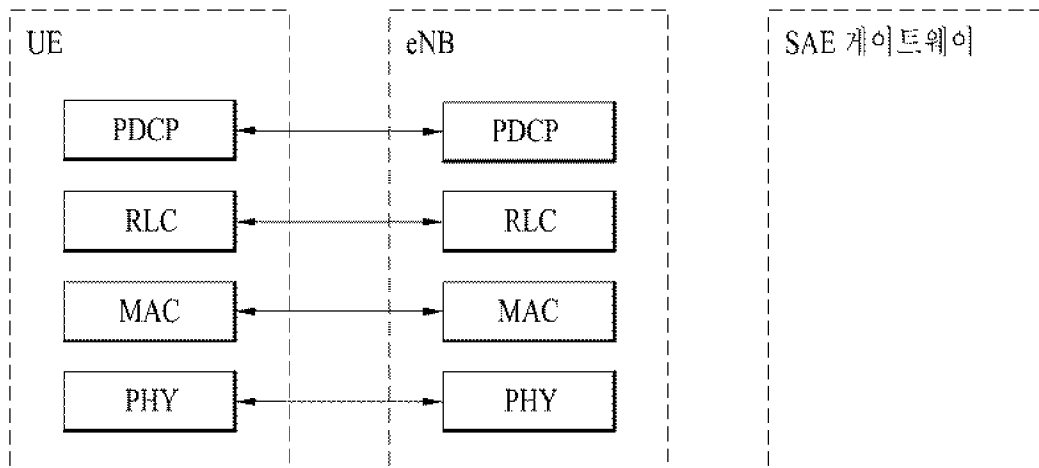 UE
eNB
SAE 게이트웨이
PDCP
PDCP
RLC
RLC
MAC
MAC
PHY
PHY